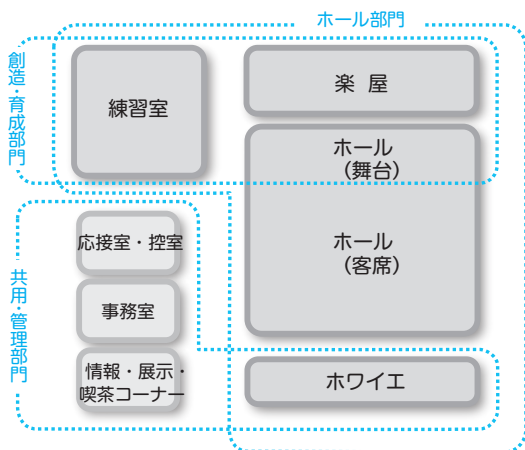 ホール部門
創造・育成部門
練習室
楽 屋
ホール
（舞台）
ホール
（客席）
共用・管理部門
応接室・控室
事務室
情報・展示・
喫茶コーナー
ホワイエ